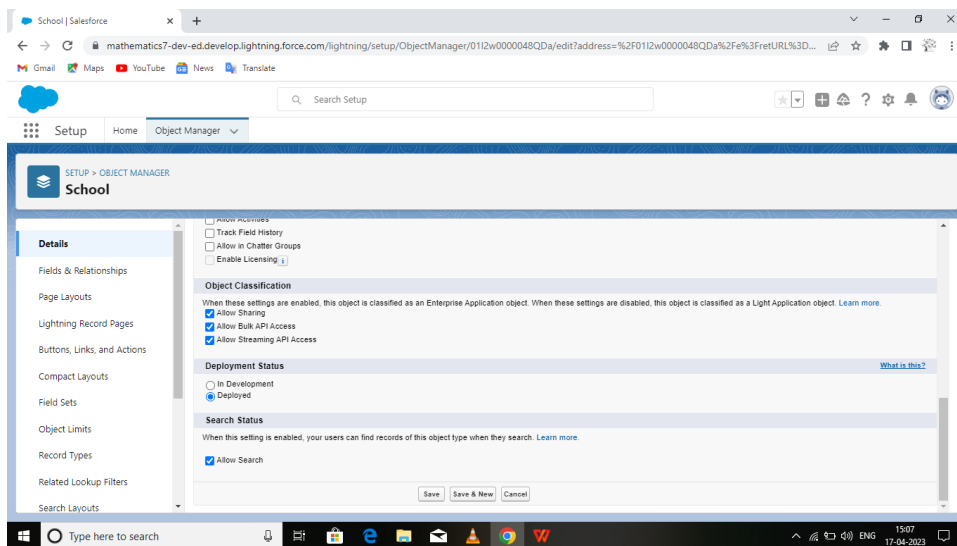 School | Salesforce
mathematics7-dev-ed.develop.lightning.force.com/lightning/setup/ObjectManager/01I2w0000048QDa/edit?address=%2F01I2w0000048QDa%2Fe%3FretURL%3D...
Gmail Maps YouTube News Translate
Search Setup
Setup Home Object Manager
SETUP > OBJECT MANAGER
School
Details
Fields & Relationships
Page Layouts
Lightning Record Pages
Buttons, Links, and Actions
Compact Layouts
Field Sets
Object Limits
Record Types
Related Lookup Filters
Search Layouts
Allow Activities
Track Field History
Allow in Chatter Groups
Enable Licensing i
Object Classification
When these settings are enabled, this object is classified as an Enterprise Application object. When these settings are disabled, this object is classified as a Light Application object. Learn more.
Allow Sharing
Allow Bulk API Access
Allow Streaming API Access
Deployment Status What is this?
In Development
Deployed
Search Status
When this setting is enabled, your users can find records of this object type when they search. Learn more.
Allow Search
Save Save & New Cancel
Type here to search
ENG
15:07
17-04-2023